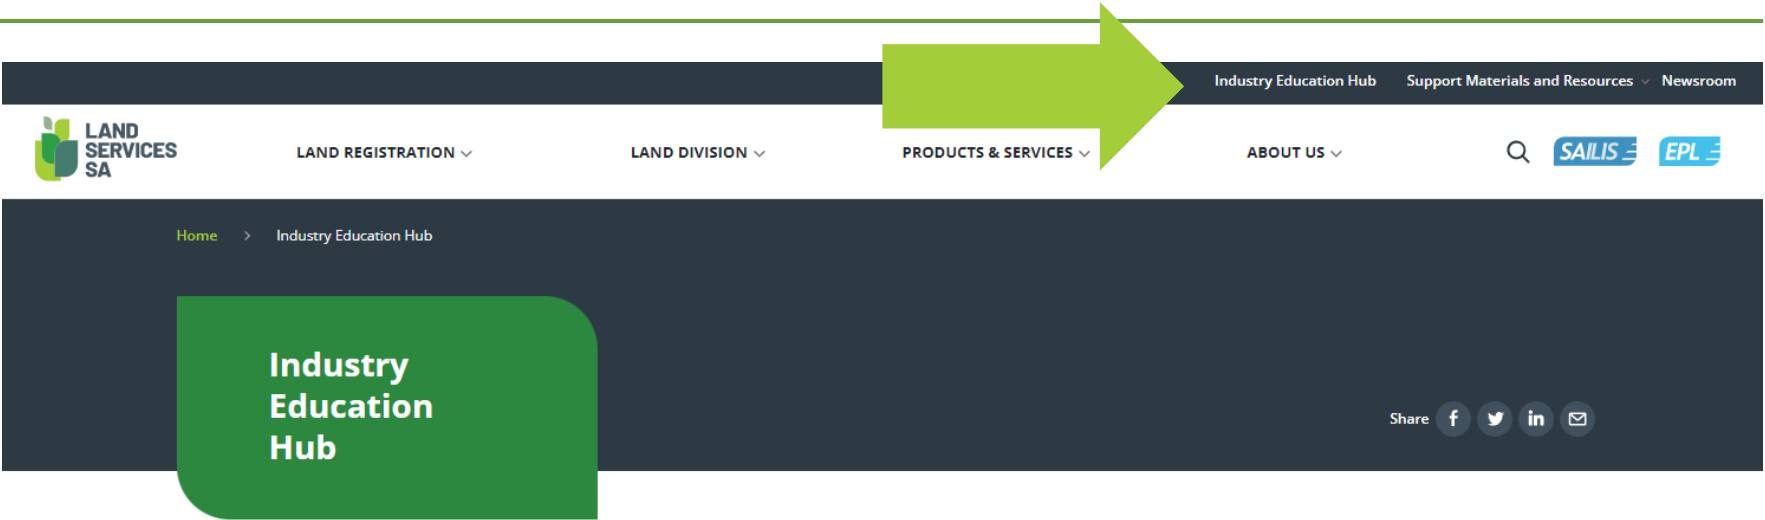 Industry Education Hub Support Materials and Resources Newsroom
LAND
SERVICES
SA
LAND REGISTRATION LAND DIVISION PRODUCTS & SERVICES ABOUT US SAILIS EPL
Home > Industry Education Hub
Industry
Education
Hub
Share